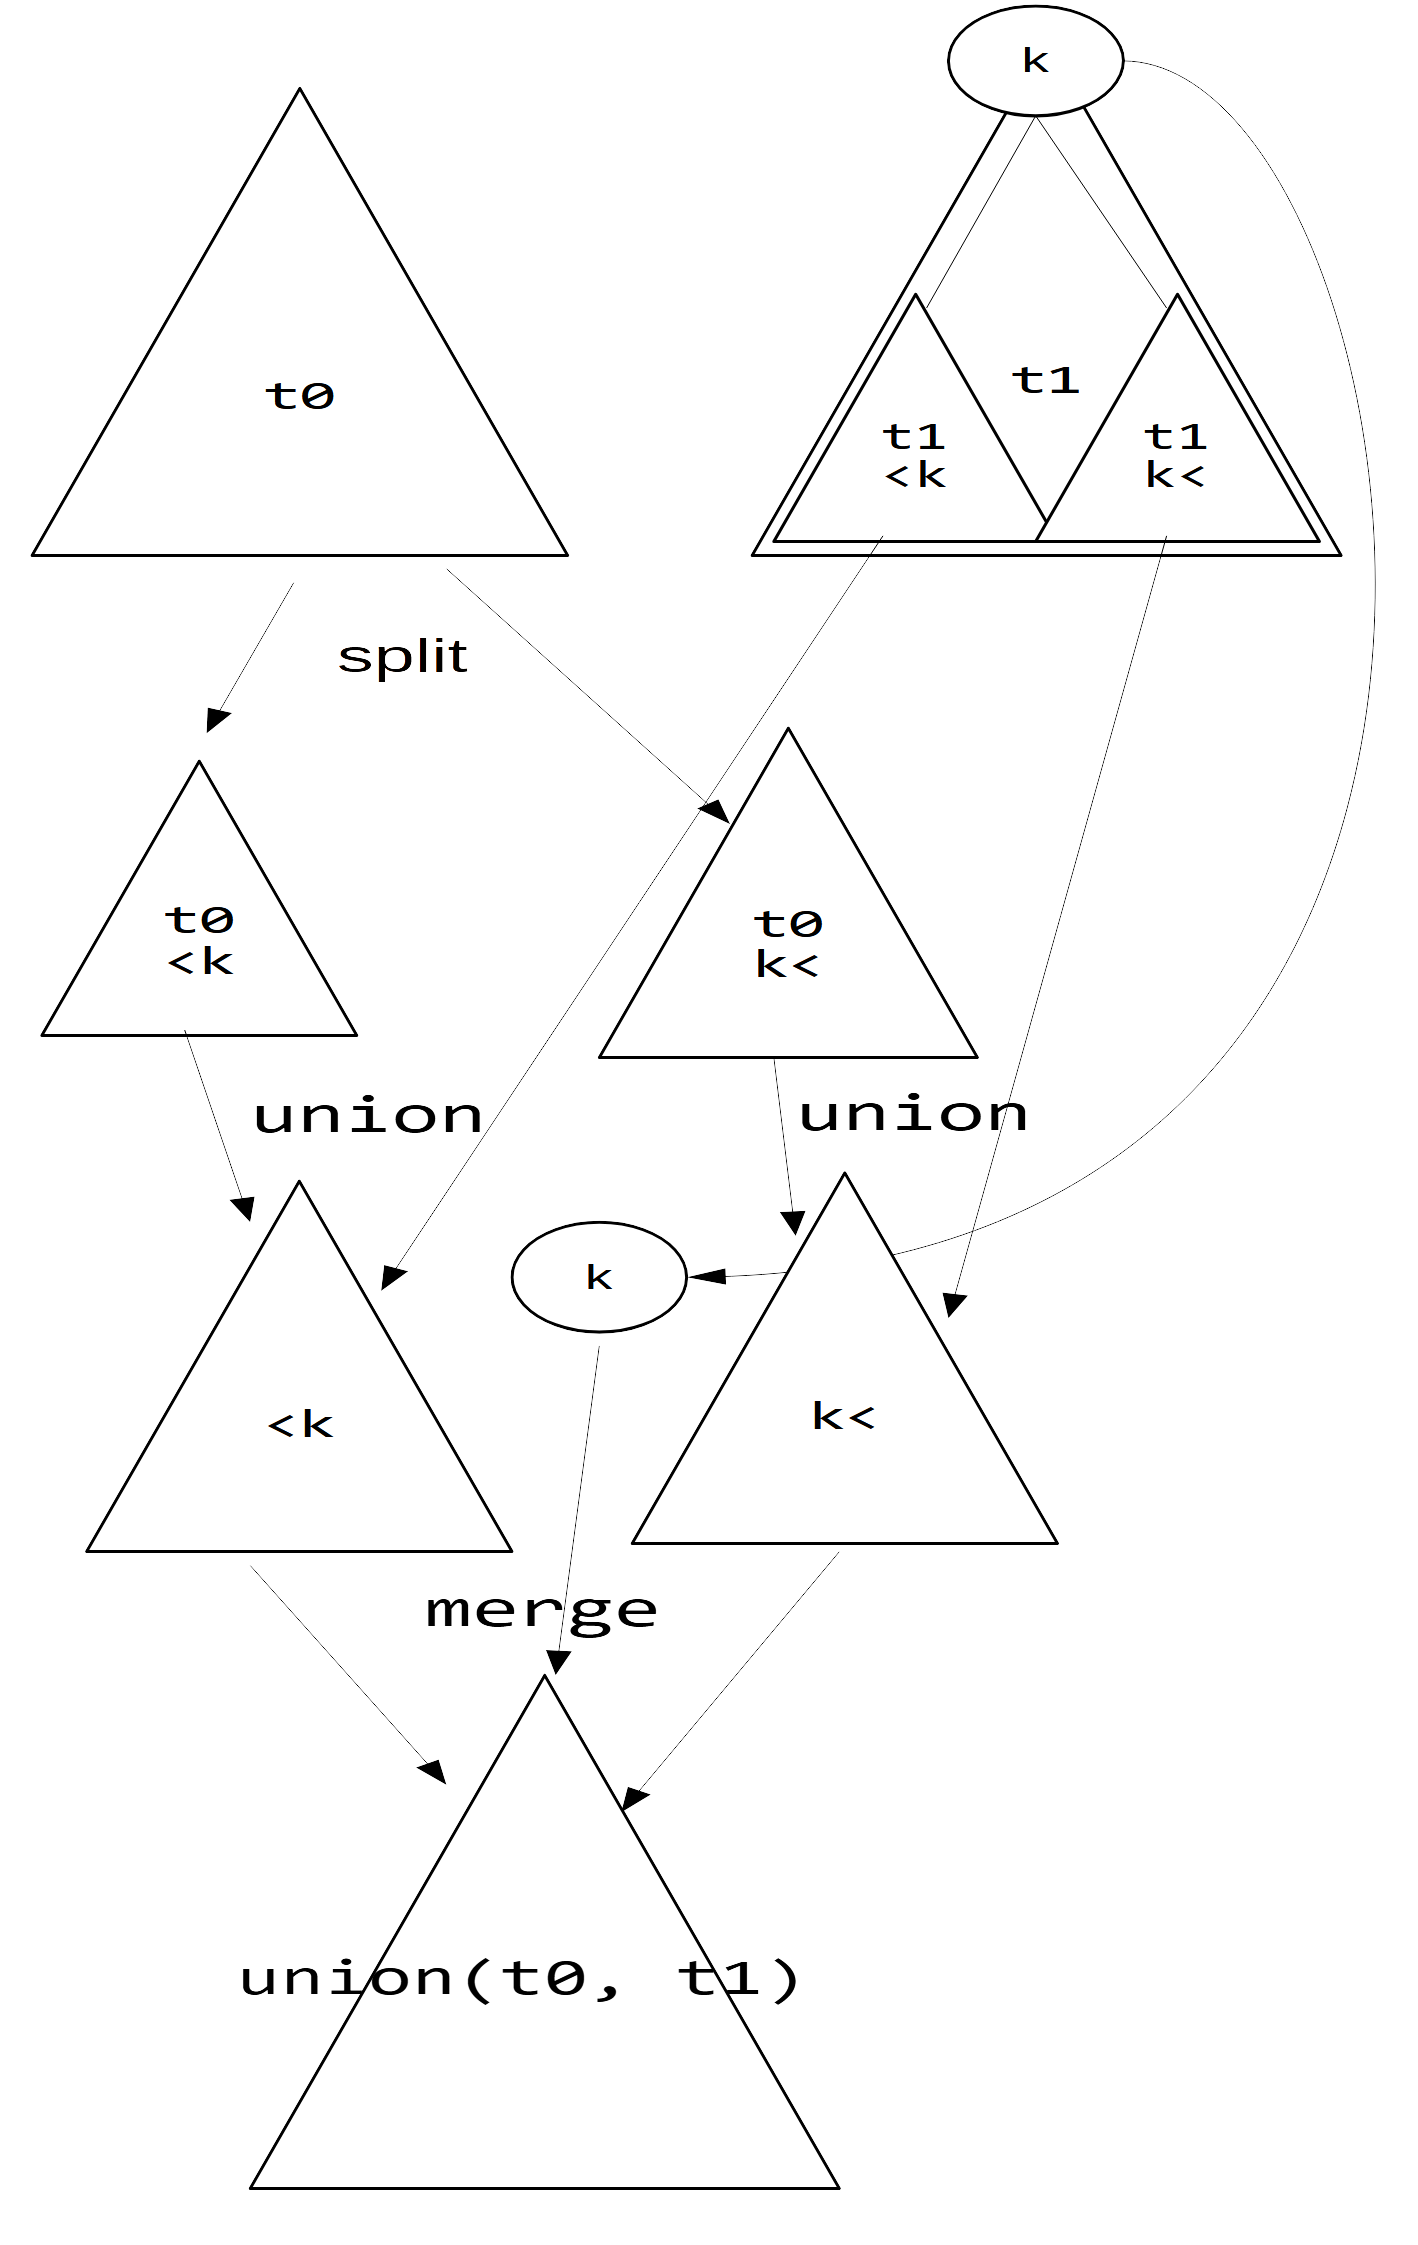 k
t0
t1
t1
<k
t1
k<
split
t0
<k
t0
k<
union
union
k
<k
k<
merge
union(t0, t1)